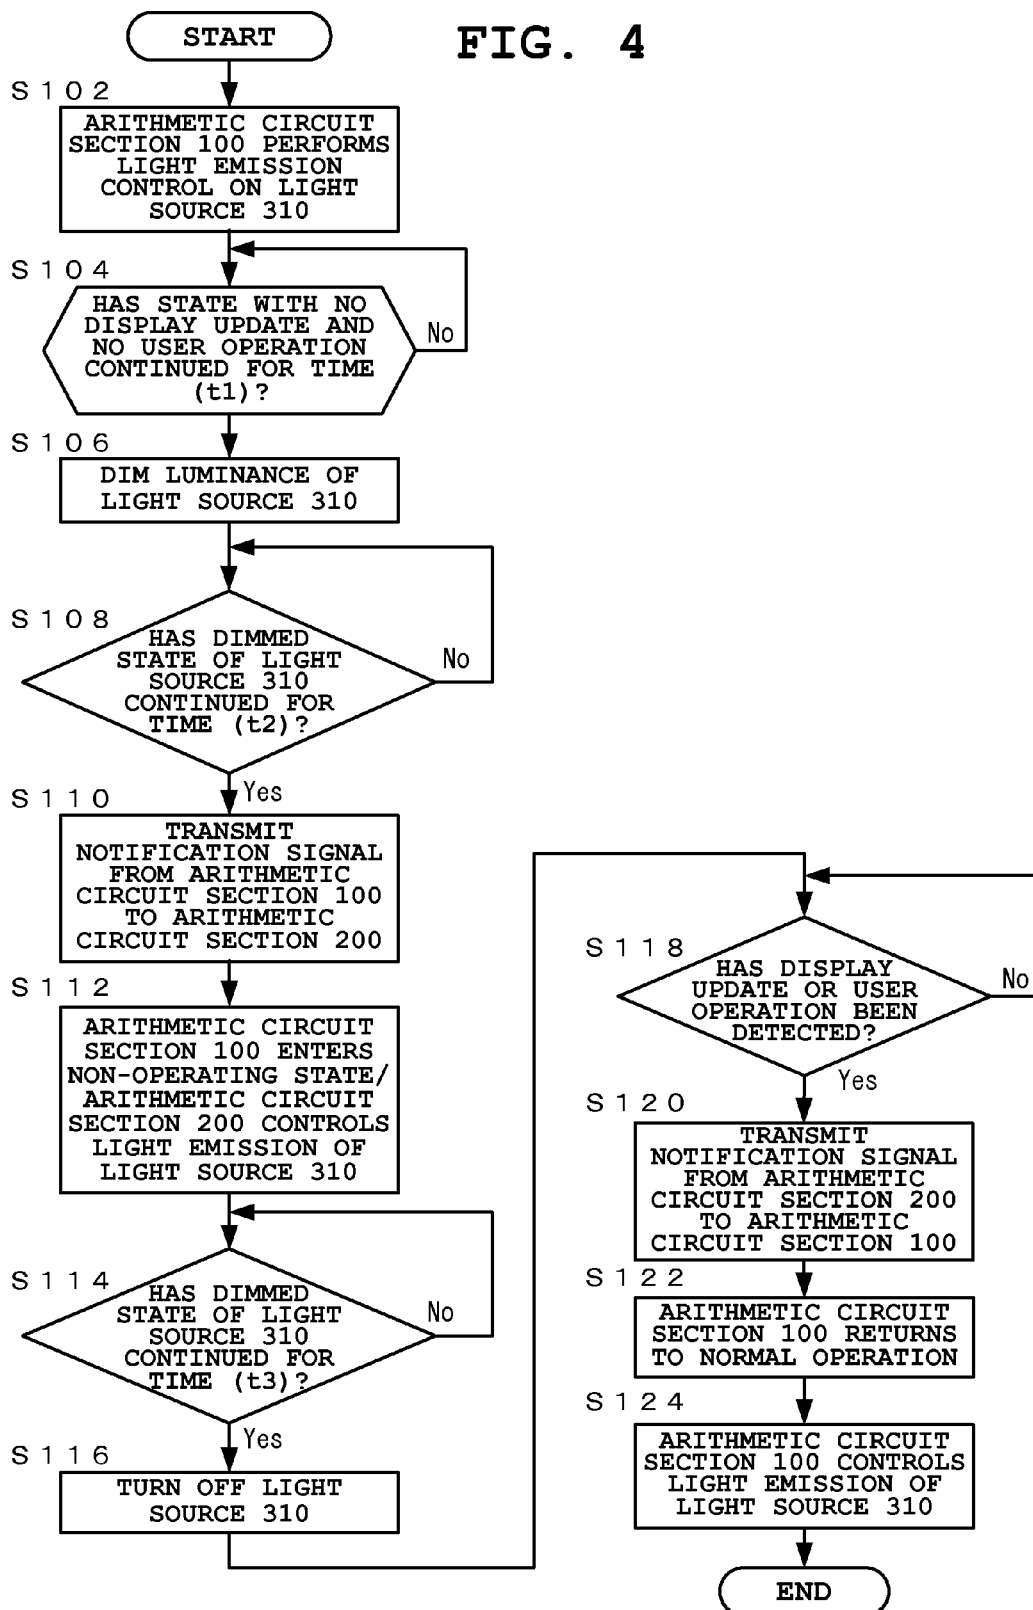 START
FIG. 4
S102
ARITHMETIC CIRCUIT
SECTION 100 PERFORMS
LIGHT EMISSION
CONTROL ON LIGHT
SOURCE 310
S104
HAS STATE WITH NO
DISPLAY UPDATE AND
NO USER OPERATION
CONTINUED FOR TIME
(t1)?
No
S106
DIM LUMINANCE OF
LIGHT SOURCE 310
S108
HAS DIMMED
STATE OF LIGHT
SOURCE 310
CONTINUED FOR
TIME (t2)?
No
Yes
S110
TRANSMIT
NOTIFICATION SIGNAL
FROM ARITHMETIC
CIRCUIT SECTION 100
TO ARITHMETIC
CIRCUIT SECTION 200
S112
ARITHMETIC CIRCUIT
SECTION 100 ENTERS
NON-OPERATING STATE/
ARITHMETIC CIRCUIT
SECTION 200 CONTROLS
LIGHT EMISSION OF
LIGHT SOURCE 310
S114
HAS DIMMED
STATE OF LIGHT
SOURCE 310
CONTINUED FOR
TIME (t3)?
No
Yes
S116
TURN OFF LIGHT
SOURCE 310
S118
HAS DISPLAY
UPDATE OR USER
OPERATION BEEN
DETECTED?
No
Yes
S120
TRANSMIT
NOTIFICATION SIGNAL
FROM ARITHMETIC
CIRCUIT SECTION 200
TO ARITHMETIC
CIRCUIT SECTION 100
S122
ARITHMETIC CIRCUIT
SECTION 100 RETURNS
TO NORMAL OPERATION
S124
ARITHMETIC CIRCUIT
SECTION 100 CONTROLS
LIGHT EMISSION OF
LIGHT SOURCE 310
END